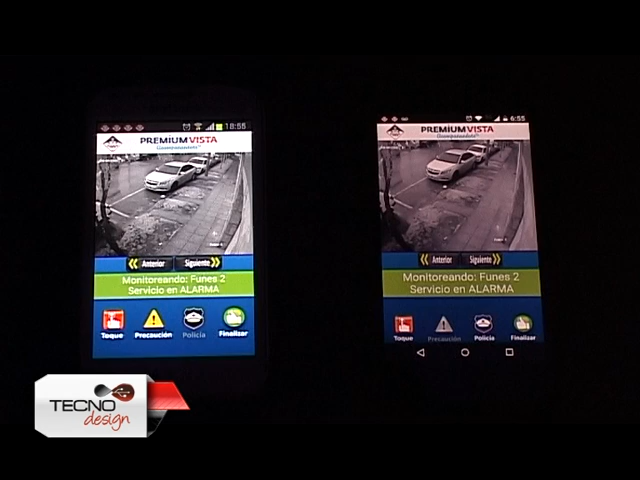 18:55
PREMIUM VISTA
Anterior
Siguiente
Monitoreando: Funes 2
Servicio en ALARMA
Toque
Precaución
Policía
Finalizar
6:55
PREMIUM VISTA
Anterior
Siguiente
Monitoreando: Funes 2
Servicio en ALARMA
Toque
Precaución
Policía
Finalizar
TECNO
design